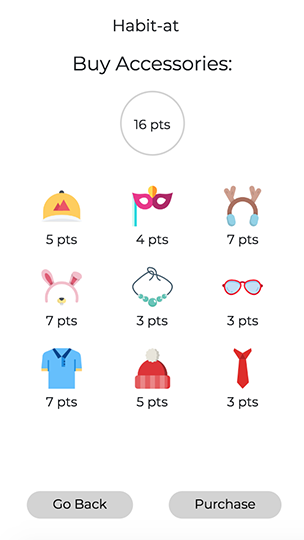 Habit-at
Buy Accessories:
16 pts
5 pts 4 pts 7 pts
7 pts 3 pts 3 pts
7 pts 5 pts 3 pts
Go Back Purchase